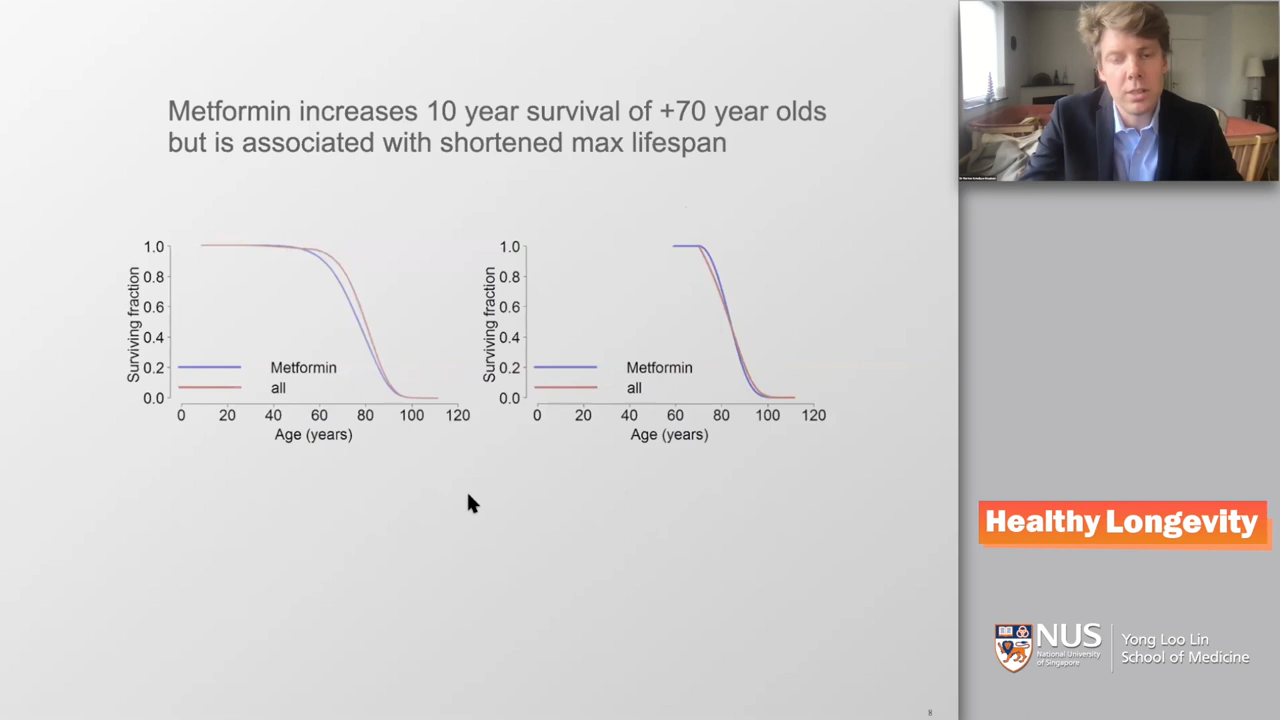 Metformin increases 10 year survival of +70 year olds
but is associated with shortened max lifespan
Surviving fraction
1.0
0.8
0.6
0.4
0.2
0.0
Metformin
all
0 20 40 60 80 100 120
Age (years)
Surviving fraction
1.0
0.8
0.6
0.4
0.2
0.0
Metformin
all
0 20 40 60 80 100 120
Age (years)
Healthy Longevity
NUS
National University
of Singapore
Yong Loo Lin
School of Medicine
8